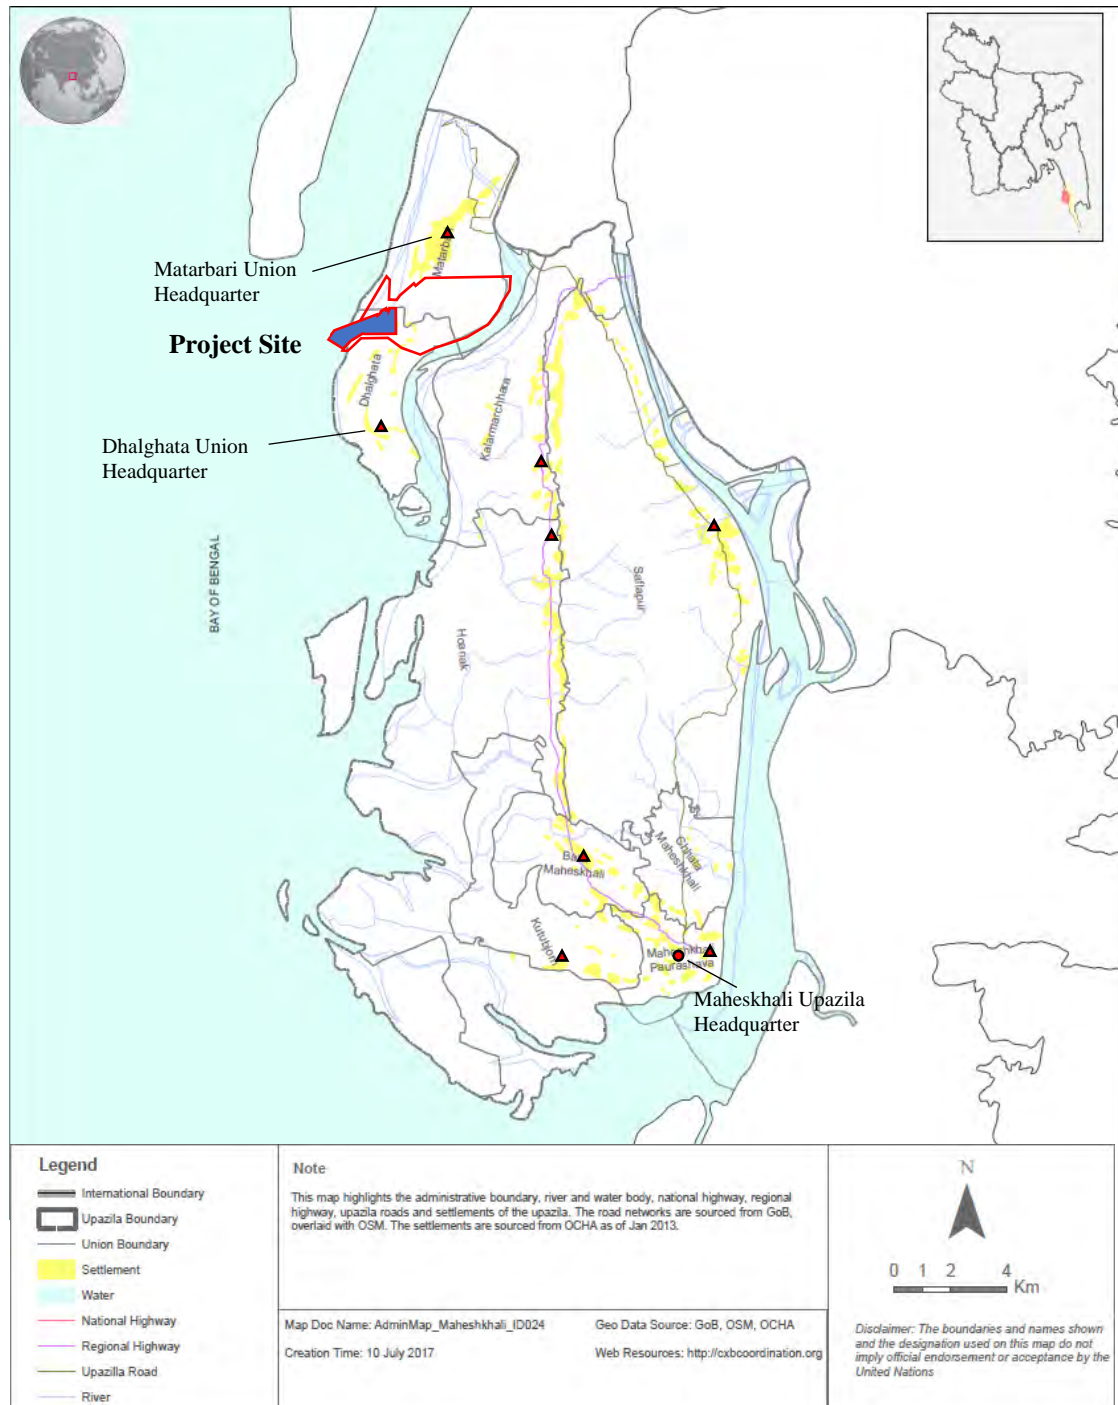 Matarbari
Matarbari Union
Headquarter
Project Site
Dhalghata
Kalarmarchhara
Dhalghata Union
Headquarter
BAY OF BENGAL
Saflapur
Hoanak
Chhata
Maheshkhali
Maheskhali
Kutubjom
Paurashava
Maheskhali Upazila
Headquarter
Legend
International Boundary
Upazila Boundary
Union Boundary
Settlement
Water
National Highway
Regional Highway
Upazilla Road
River
Note
This map highlights the administrative boundary, river and water body, national highway, regional
highway, upazila roads and settlements of the upazila. The road networks are sourced from GoB,
overlaid with OSM. The settlements are sourced from OCHA as of Jan 2013.
Map Doc Name: AdminMap_Maheshkhali_ID024
Geo Data Source: GoB, OSM, OCHA
Creation Time: 10 July 2017
Web Resources: http://cxbcoordination.org
N
0 1 2 4
Km
Disclaimer: The boundaries and names shown
and the designation used on this map do not
imply official endorsement or acceptance by the
United Nations